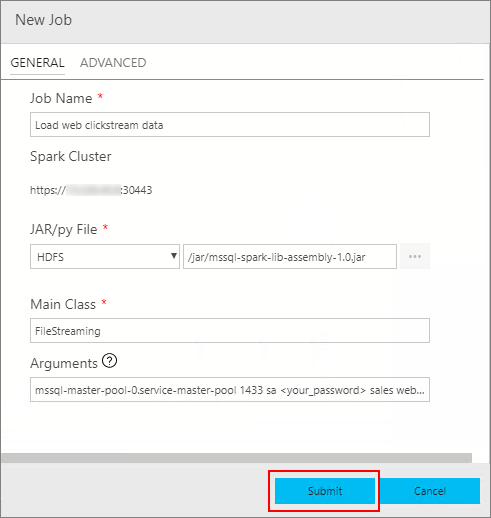 New Job
GENERAL ADVANCED
Job Name *
Load web clickstream data
Spark Cluster
https:// :30443
JAR/py File *
HDFS /jar/mssql-spark-lib-assembly-1.0.jar ...
Main Class *
FileStreaming
Arguments ?
mssql-master-pool-0.service-master-pool 1433 sa <your_password> sales web...
Submit Cancel